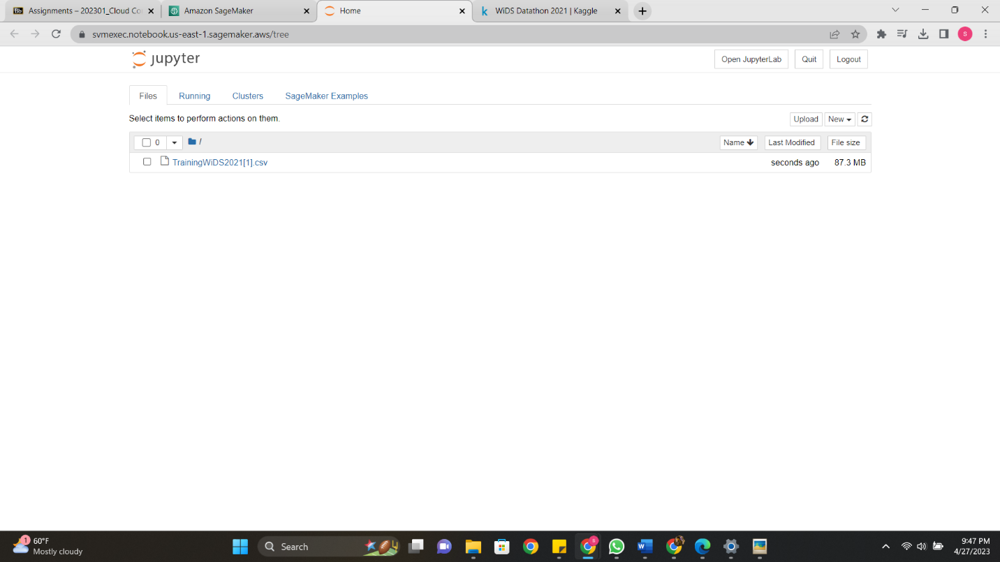 Bb Assignments – 202301_Cloud Co
Amazon SageMaker
Home
k WiDS Datathon 2021 | Kaggle
svmexec.notebook.us-east-1.sagemaker.aws/tree
S
jupyter
Open JupyterLab Quit Logout
Files Running Clusters SageMaker Examples
Select items to perform actions on them.
Upload New
0 / Name Last Modified File size
TrainingWiDS2021[1].csv seconds ago 87.3 MB
1 60°F
Mostly cloudy
Search
S
W
9:47 PM
4/27/2023